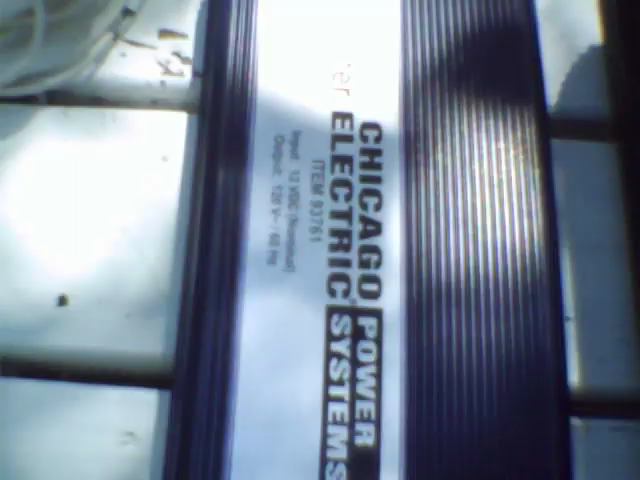 CHICAGO POWER
ELECTRIC® SYSTEMS
ITEM 93761
Input: 12 VDC (Nominal)
Output: 120 V~ / 60 Hz